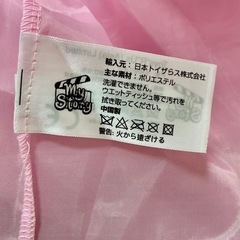 My
Story
輸入元：日本トイザらス株式会社
主な素材：ポリエステル
洗濯できません。
ウエットティッシュ等で汚れを
拭き取ってください。
中国製
警告: 火から遠ざける